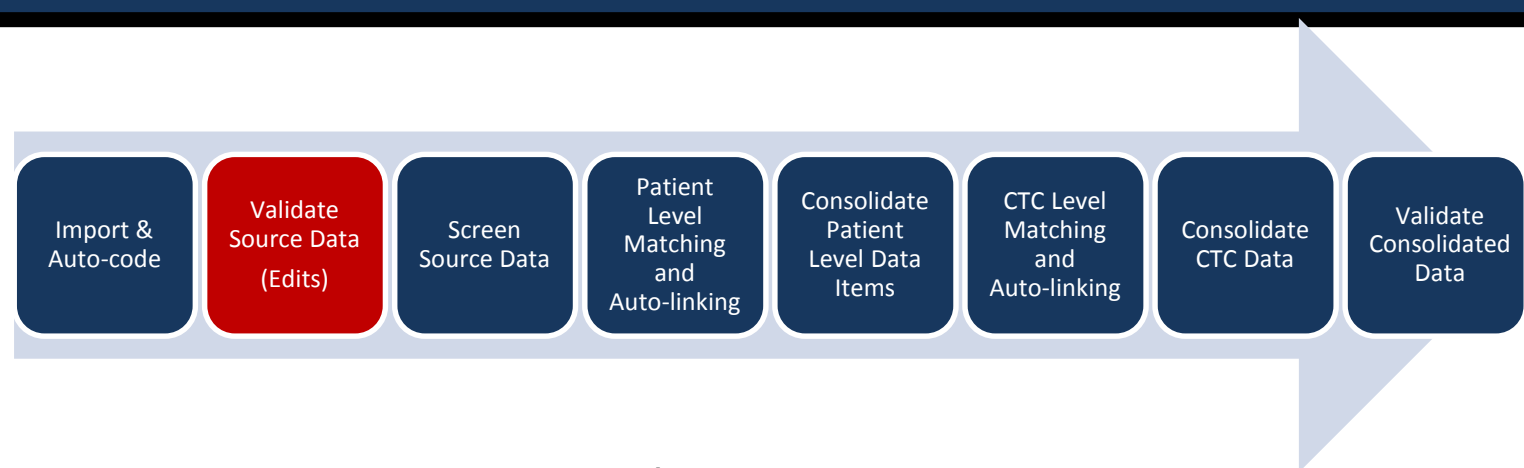 Import &
Auto-code
Validate
Source Data
(Edits)
Screen
Source Data
Patient
Level
Matching
and
Auto-linking
Consolidate
Patient
Level Data
Items
CTC Level
Matching
and
Auto-linking
Consolidate
CTC Data
Validate
Consolidated
Data